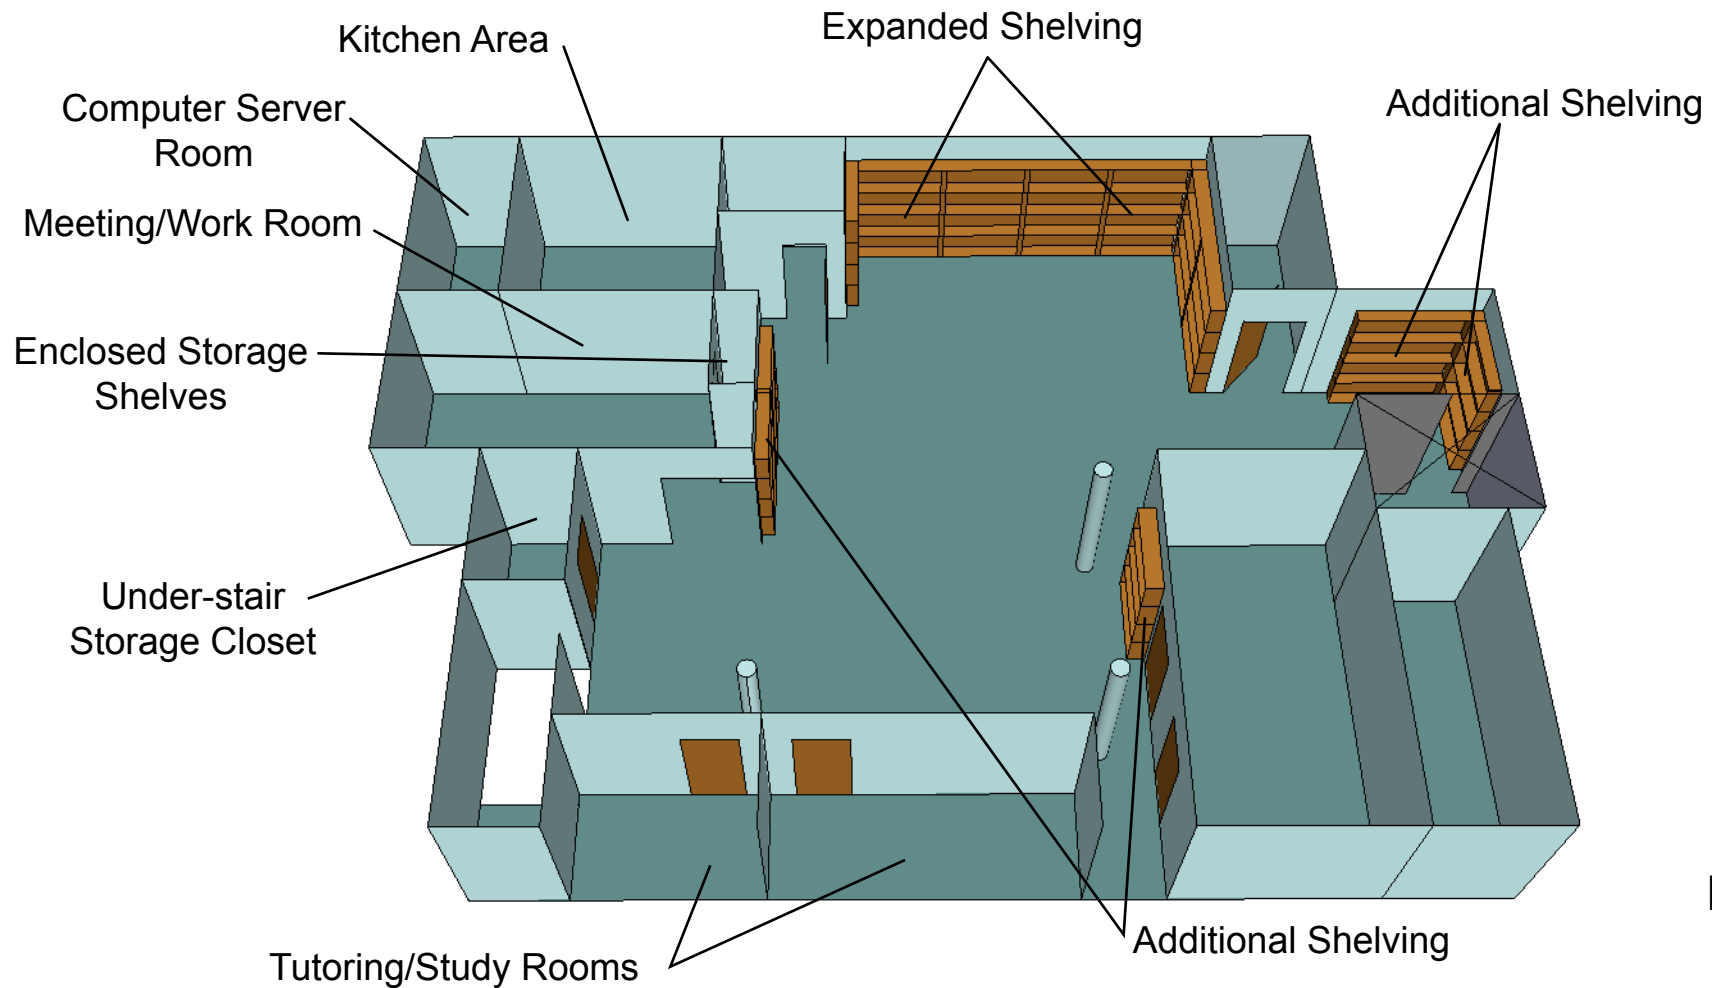 Kitchen Area
Expanded Shelving
Additional Shelving
Computer Server
Room
Meeting/Work Room
Enclosed Storage
Shelves
Under-stair
Storage Closet
Additional Shelving
Tutoring/Study Rooms